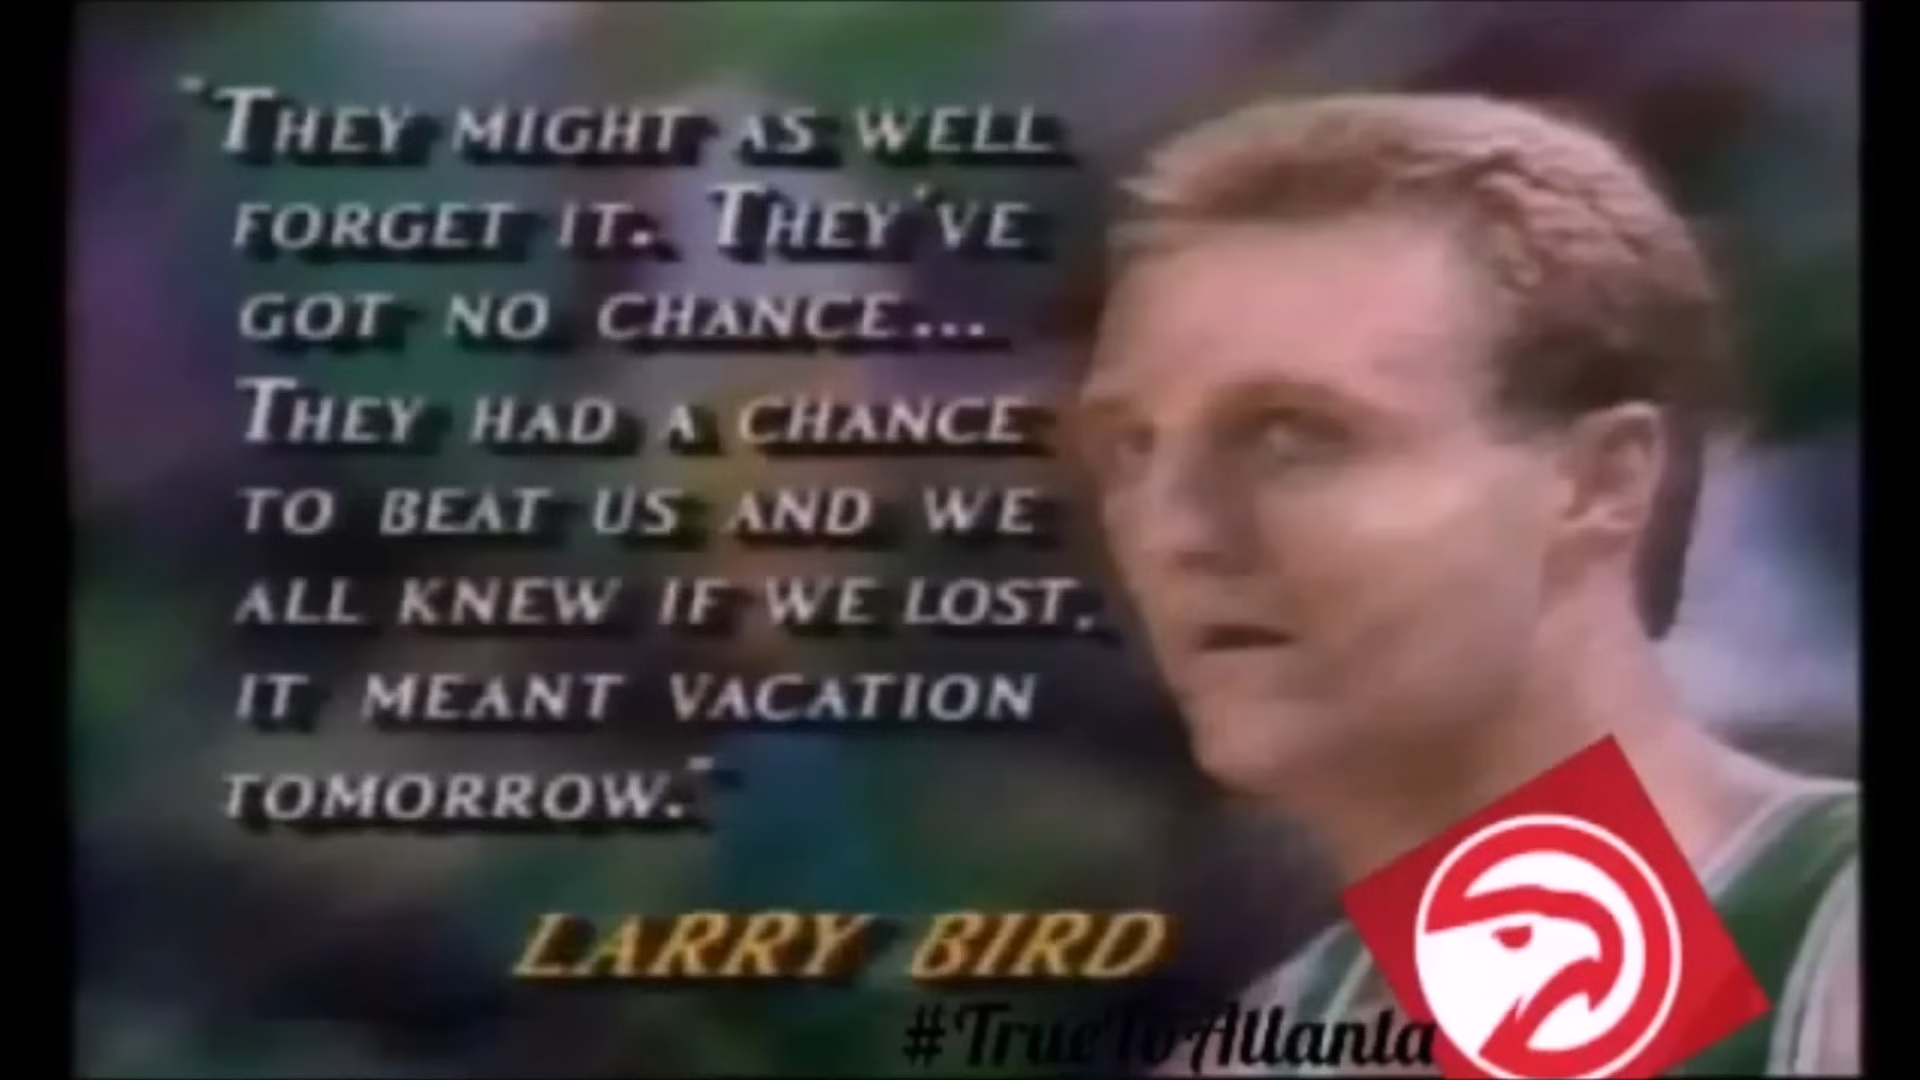 "THEY MIGHT AS WELL
FORGET IT. THEY'VE
GOT NO CHANCE...
THEY HAD A CHANCE
TO BEAT US AND WE
ALL KNEW IF WE LOST,
IT MEANT VACATION
TOMORROW."
LARRY BIRD
#TrueToAtlanta